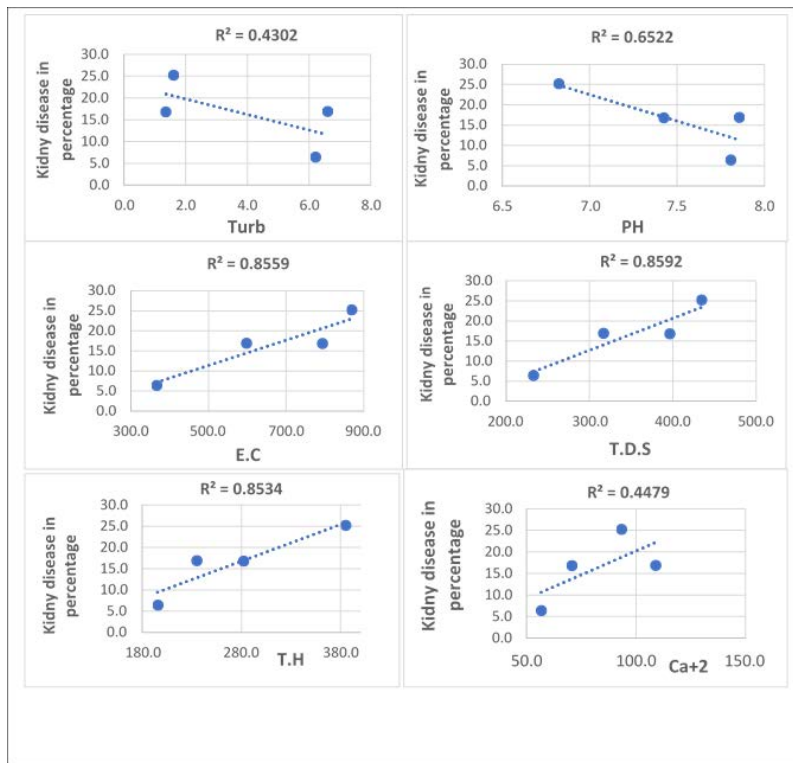 R² = 0.4302
Kidny disease in
percentage
30.0
25.0
20.0
15.0
10.0
5.0
0.0
0.0 2.0 4.0 6.0 8.0
Turb
R² = 0.6522
Kidny disease in
percentage
30.0
25.0
20.0
15.0
10.0
5.0
0.0
6.5 7.0 7.5 8.0
PH
R² = 0.8559
Kidny disease in
percentage
30.0
25.0
20.0
15.0
10.0
5.0
0.0
300.0 500.0 700.0 900.0
E.C
R² = 0.8592
Kidny disease in
percentage
30.0
25.0
20.0
15.0
10.0
5.0
0.0
200.0 300.0 400.0 500.0
T.D.S
R² = 0.8534
Kidny disease in
percentage
30.0
25.0
20.0
15.0
10.0
5.0
0.0
180.0 280.0 380.0
T.H
R² = 0.4479
Kidny disease in
percentage
30.0
25.0
20.0
15.0
10.0
5.0
0.0
50.0 100.0 150.0
Ca+2